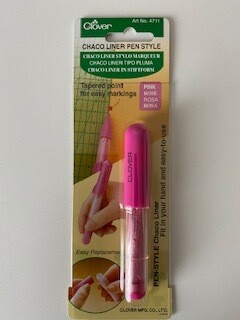 Clover
Art No. 4711
CHACO LINER PEN STYLE
CHACO LINER STYLO MARQUEUR
CHACO LINER TIPO PLUMA
CHACO LINER IN STIFTFORM
Tapered point
for easy markings
PINK
ROSE
ROSA
ROSA
CLOVER
PEN-STYLE Chaco Liner
Fit in your hand and easy-to-use
Easy Replacement
CLOVER MFG. CO., LTD.